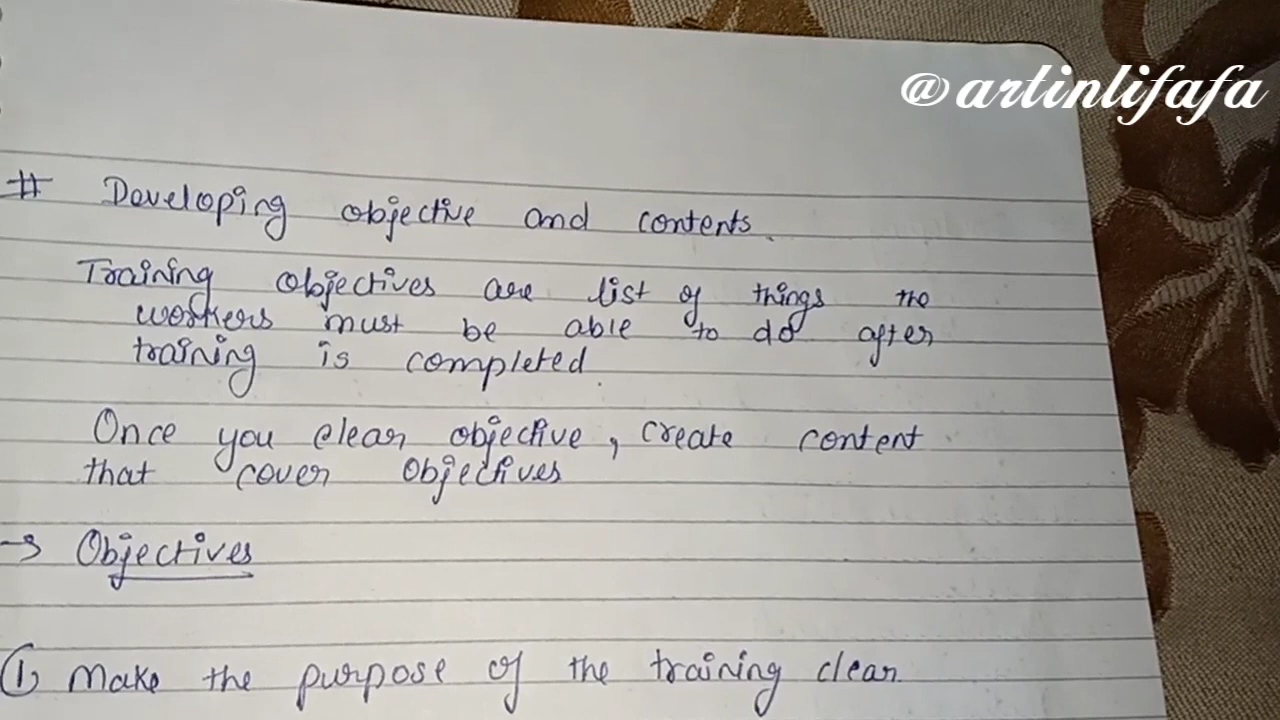 @artinlifafa
# Developing objective and contents.
Training objectives are list of things the
workers must be able to do after
training is completed.
Once you clear objective, create content
that cover objectives
→ Objectives
① Make the purpose of the training clear.